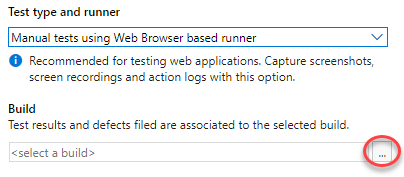 Test type and runner
Manual tests using Web Browser based runner
Recommended for testing web applications. Capture screenshots,
screen recordings and action logs with this option.
Build
Test results and defects filed are associated to the selected build.
<select a build>
...